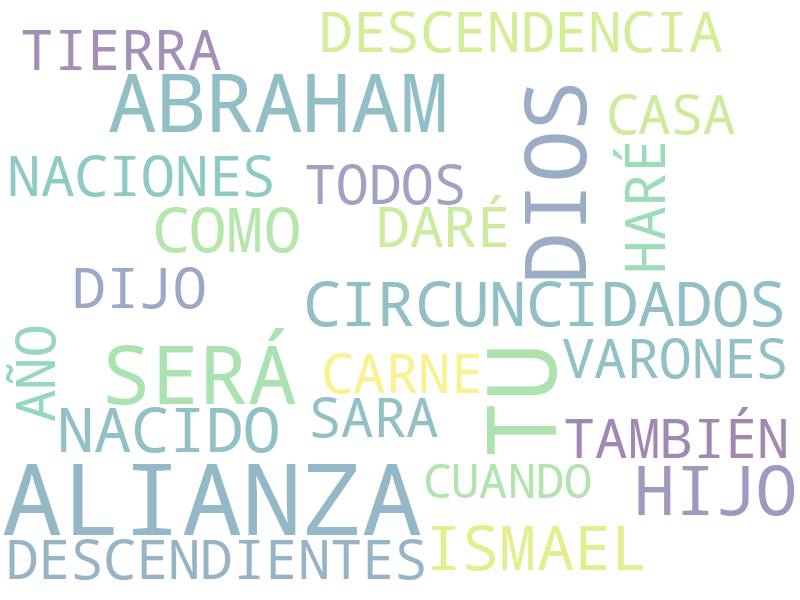 TIERRA
DESCENDENCIA
ABRAHAM
DIOS
CASA
NACIONES
TODOS
HARÉ
COMO
DARÉ
DIJO
CIRCUNCIDADOS
AÑO
SERÁ
CARNE
TU
VARONES
NACIDO
SARA
TAMBIÉN
ALIANZA
CUANDO
HIJO
DESCENDIENTES
ISMAEL